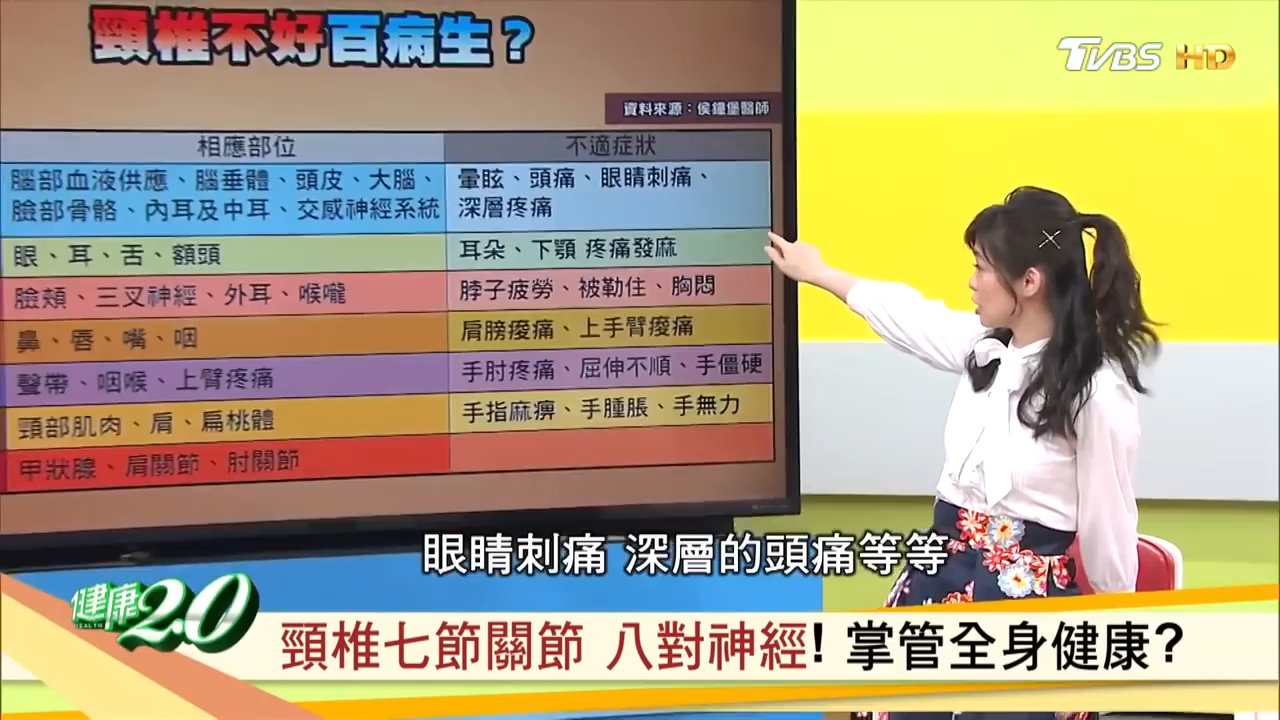 頸椎不好百病生？
TVBS HD
資料來源：侯鐘堡醫師
相應部位 不適症狀
腦部血液供應、腦垂體、頭皮、大腦、
臉部骨骼、內耳及中耳、交感神經系統
暈眩、頭痛、眼睛刺痛、
深層疼痛
眼、耳、舌、額頭 耳朵、下顎 疼痛發麻
臉頰、三叉神經、外耳、喉嚨 脖子疲勞、被勒住、胸悶
鼻、唇、嘴、咽 肩膀痠痛、上手臂痠痛
聲帶、咽喉、上臂疼痛 手肘疼痛、屈伸不順、手僵硬
頸部肌肉、肩、扁桃體 手指麻痹、手腫脹、手無力
甲狀腺、肩關節、肘關節
眼睛刺痛 深層的頭痛等等
健康2.0
HEALTH
頸椎七節關節 八對神經! 掌管全身健康?